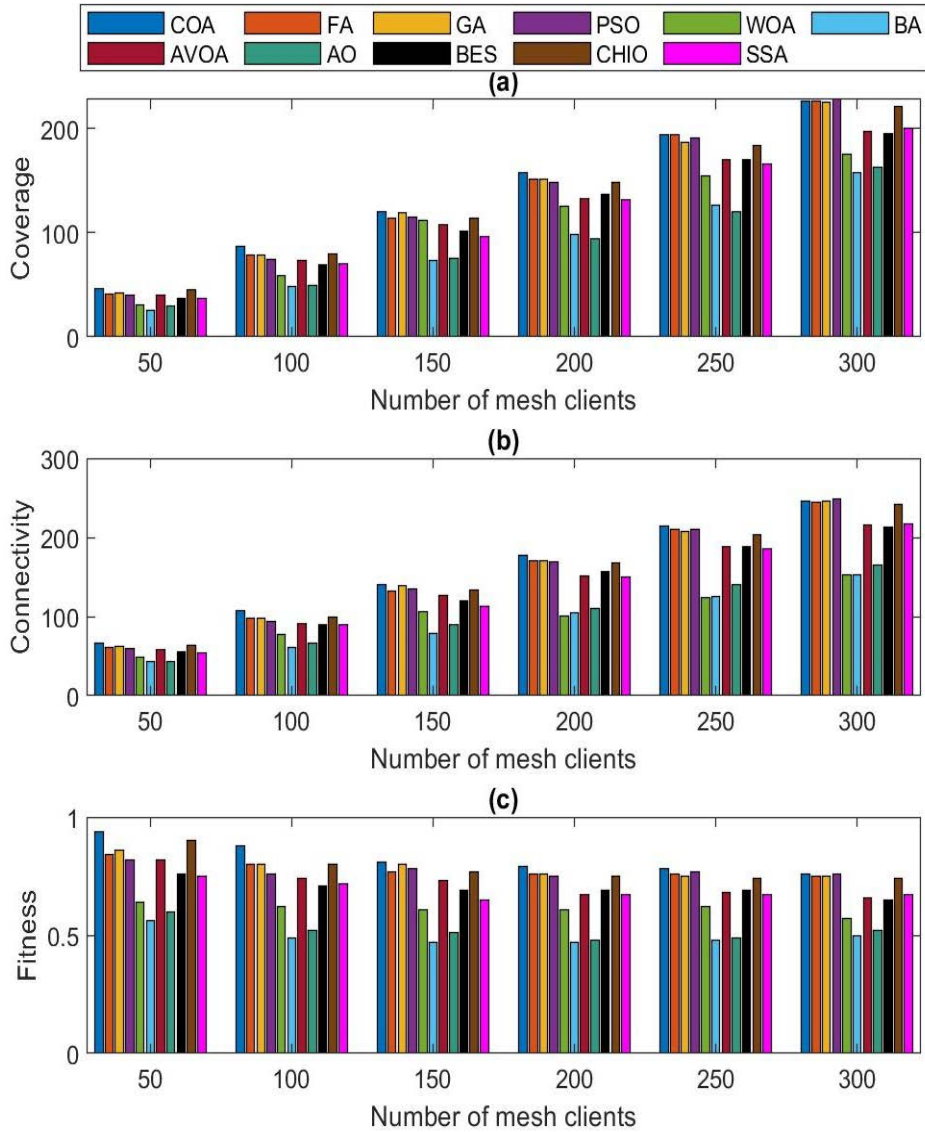 COA FA GA PSO WOA BA
AVOA AO BES CHIO SSA
(a)
200
100
0
Coverage
50 100 150 200 250 300
Number of mesh clients
(b)
300
200
100
0
Connectivity
50 100 150 200 250 300
Number of mesh clients
(c)
1
0.5
0
Fitness
50 100 150 200 250 300
Number of mesh clients